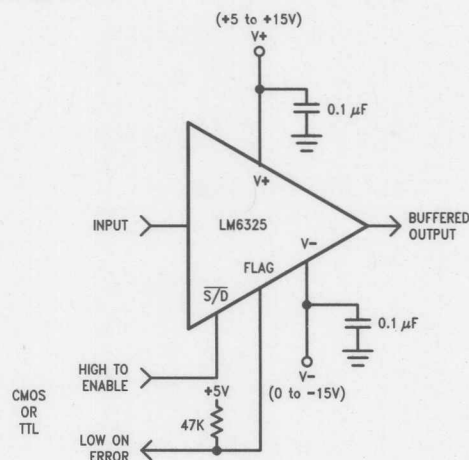 (+5 to +15V)
V+
0.1 μF
V+
INPUT
LM6325
BUFFERED
OUTPUT
V-
FLAG
S/D
0.1 μF
HIGH TO
ENABLE
+5V
V-
(0 to -15V)
CMOS
OR
TTL
47K
LOW ON
ERROR